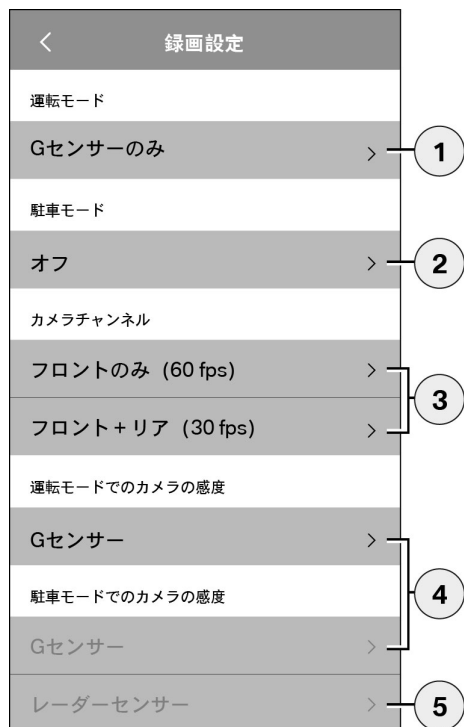 録画設定
運転モード
Gセンサーのみ
1
駐車モード
オフ
2
カメラチャンネル
フロントのみ (60 fps)
3
フロント + リア (30 fps)
運転モードでのカメラの感度
Gセンサー
4
駐車モードでのカメラの感度
Gセンサー
レーダーセンサー
5